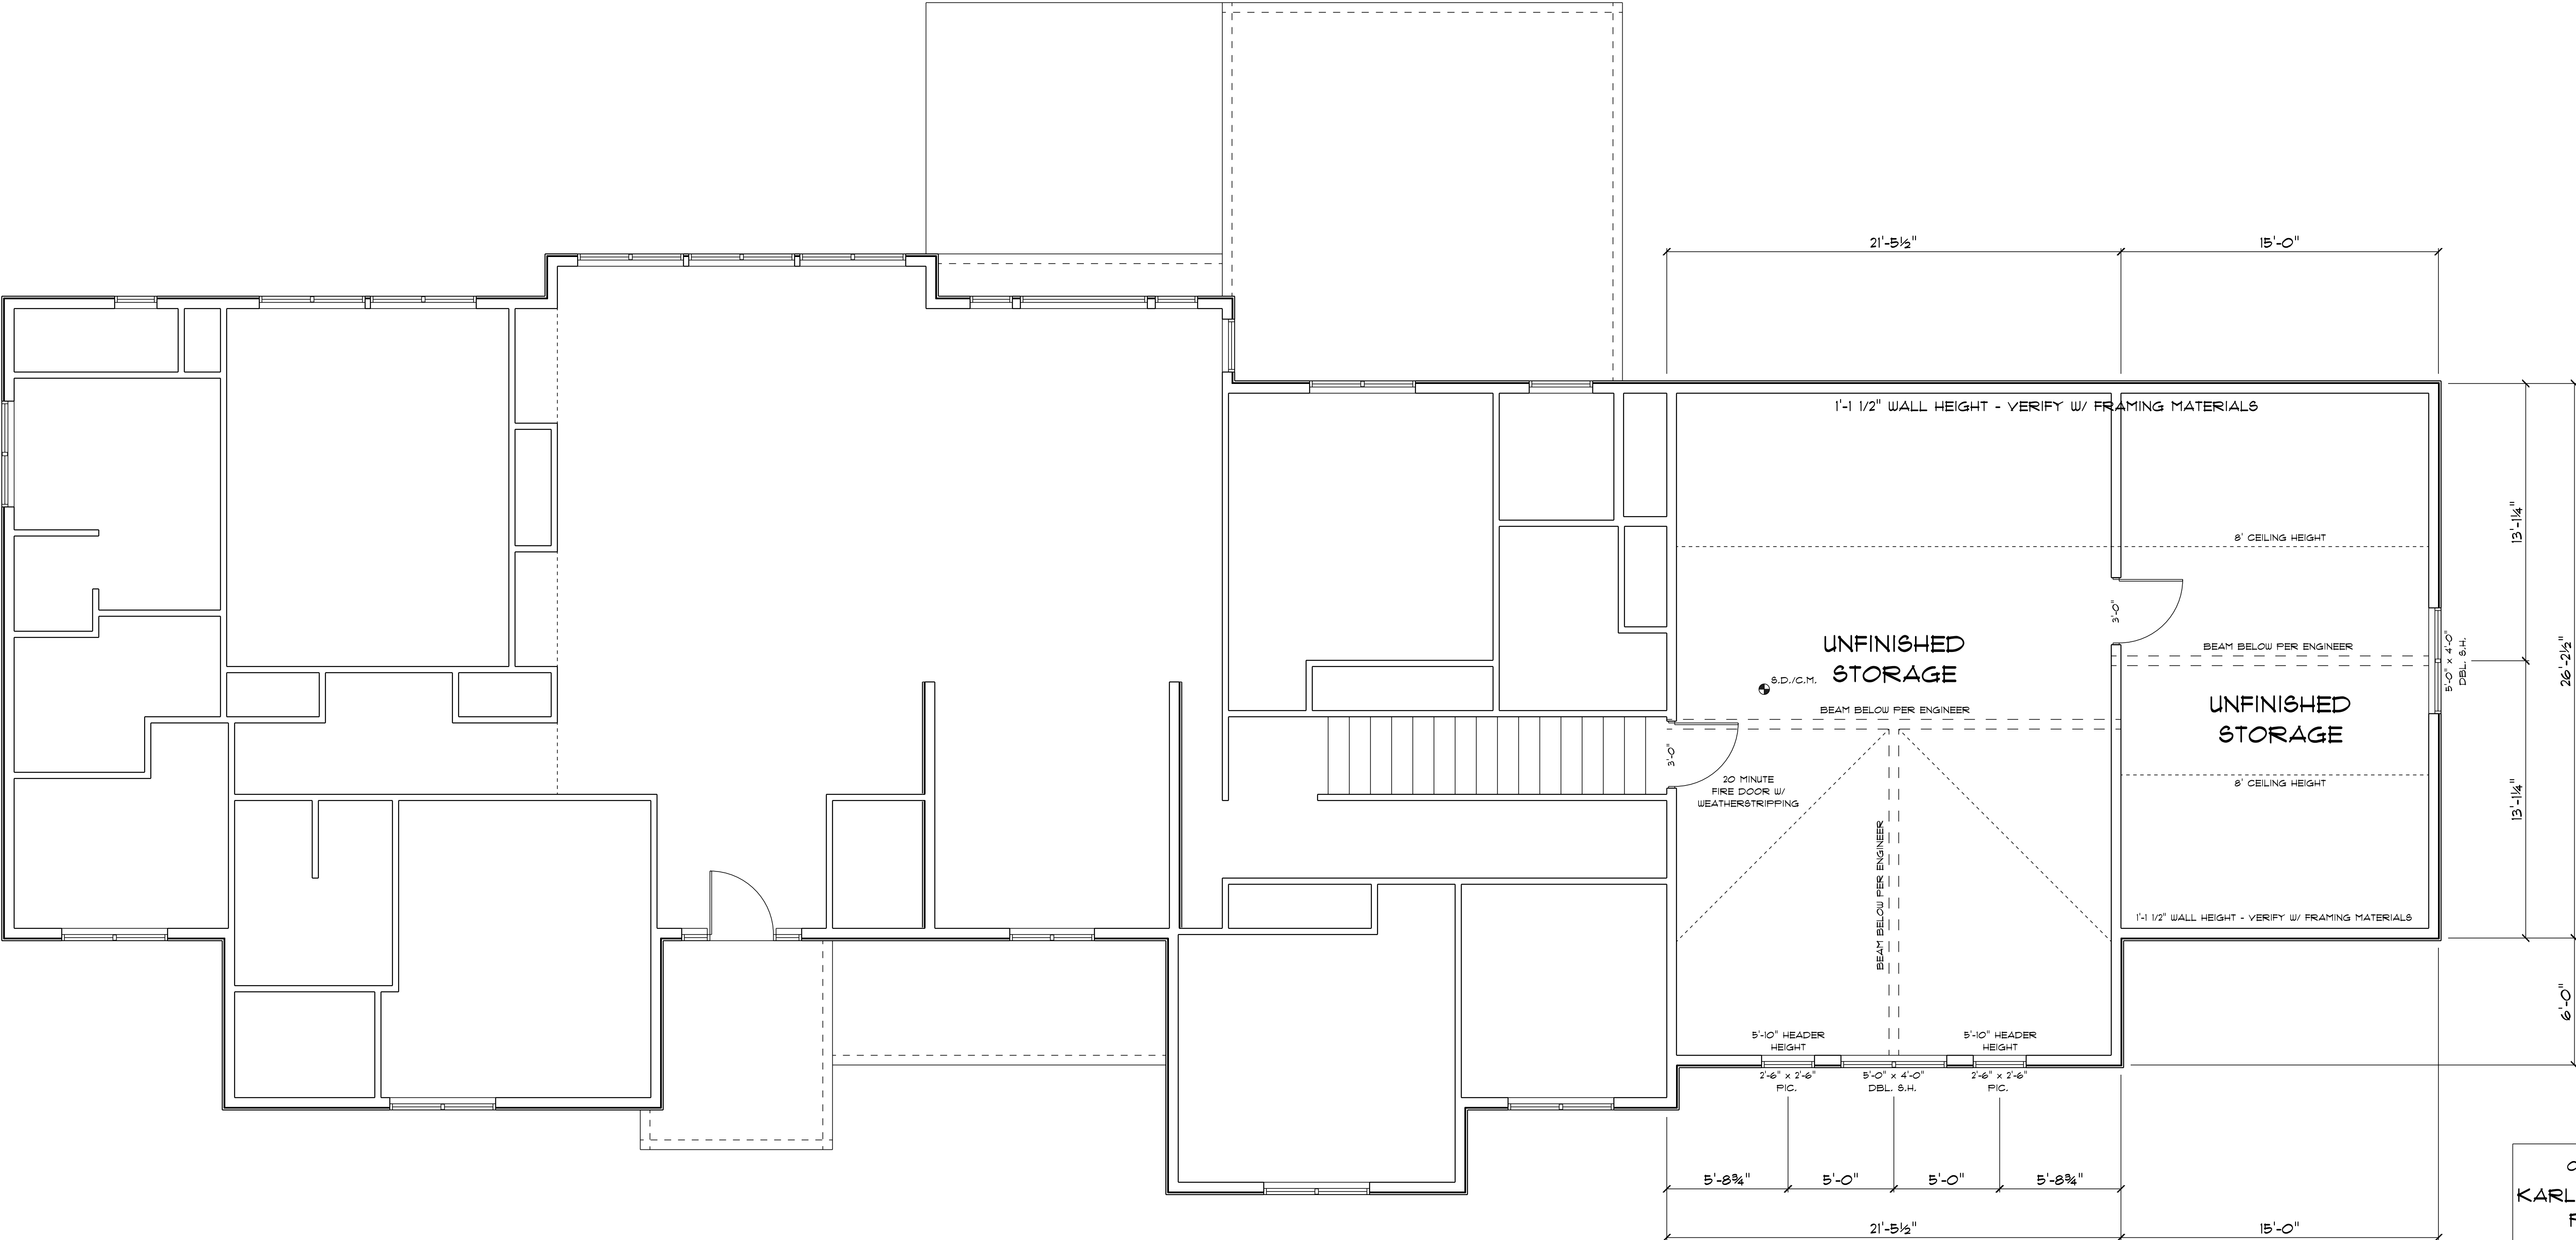 21'-5½"
15'-0"
1'-1 1/2" WALL HEIGHT - VERIFY W/ FRAMING MATERIALS
13'-1¼"
8' CEILING HEIGHT
3'-0"
UNFINISHED
STORAGE
S.D./C.M.
BEAM BELOW PER ENGINEER
BEAM BELOW PER ENGINEER
5'-0" x 4'-0"
DBL. S.H.
26'-2½"
UNFINISHED
STORAGE
3'-0"
20 MINUTE
FIRE DOOR W/
WEATHERSTRIPPING
8' CEILING HEIGHT
13'-1¼"
BEAM BELOW PER ENGINEER
1'-1 1/2" WALL HEIGHT - VERIFY W/ FRAMING MATERIALS
6'-0"
5'-10" HEADER
HEIGHT
5'-10" HEADER
HEIGHT
2'-6" x 2'-6"
PIC.
5'-0" x 4'-0"
DBL. S.H.
2'-6" x 2'-6"
PIC.
5'-8¾"
5'-0"
5'-0"
5'-8¾"
KARL
21'-5½"
15'-0"